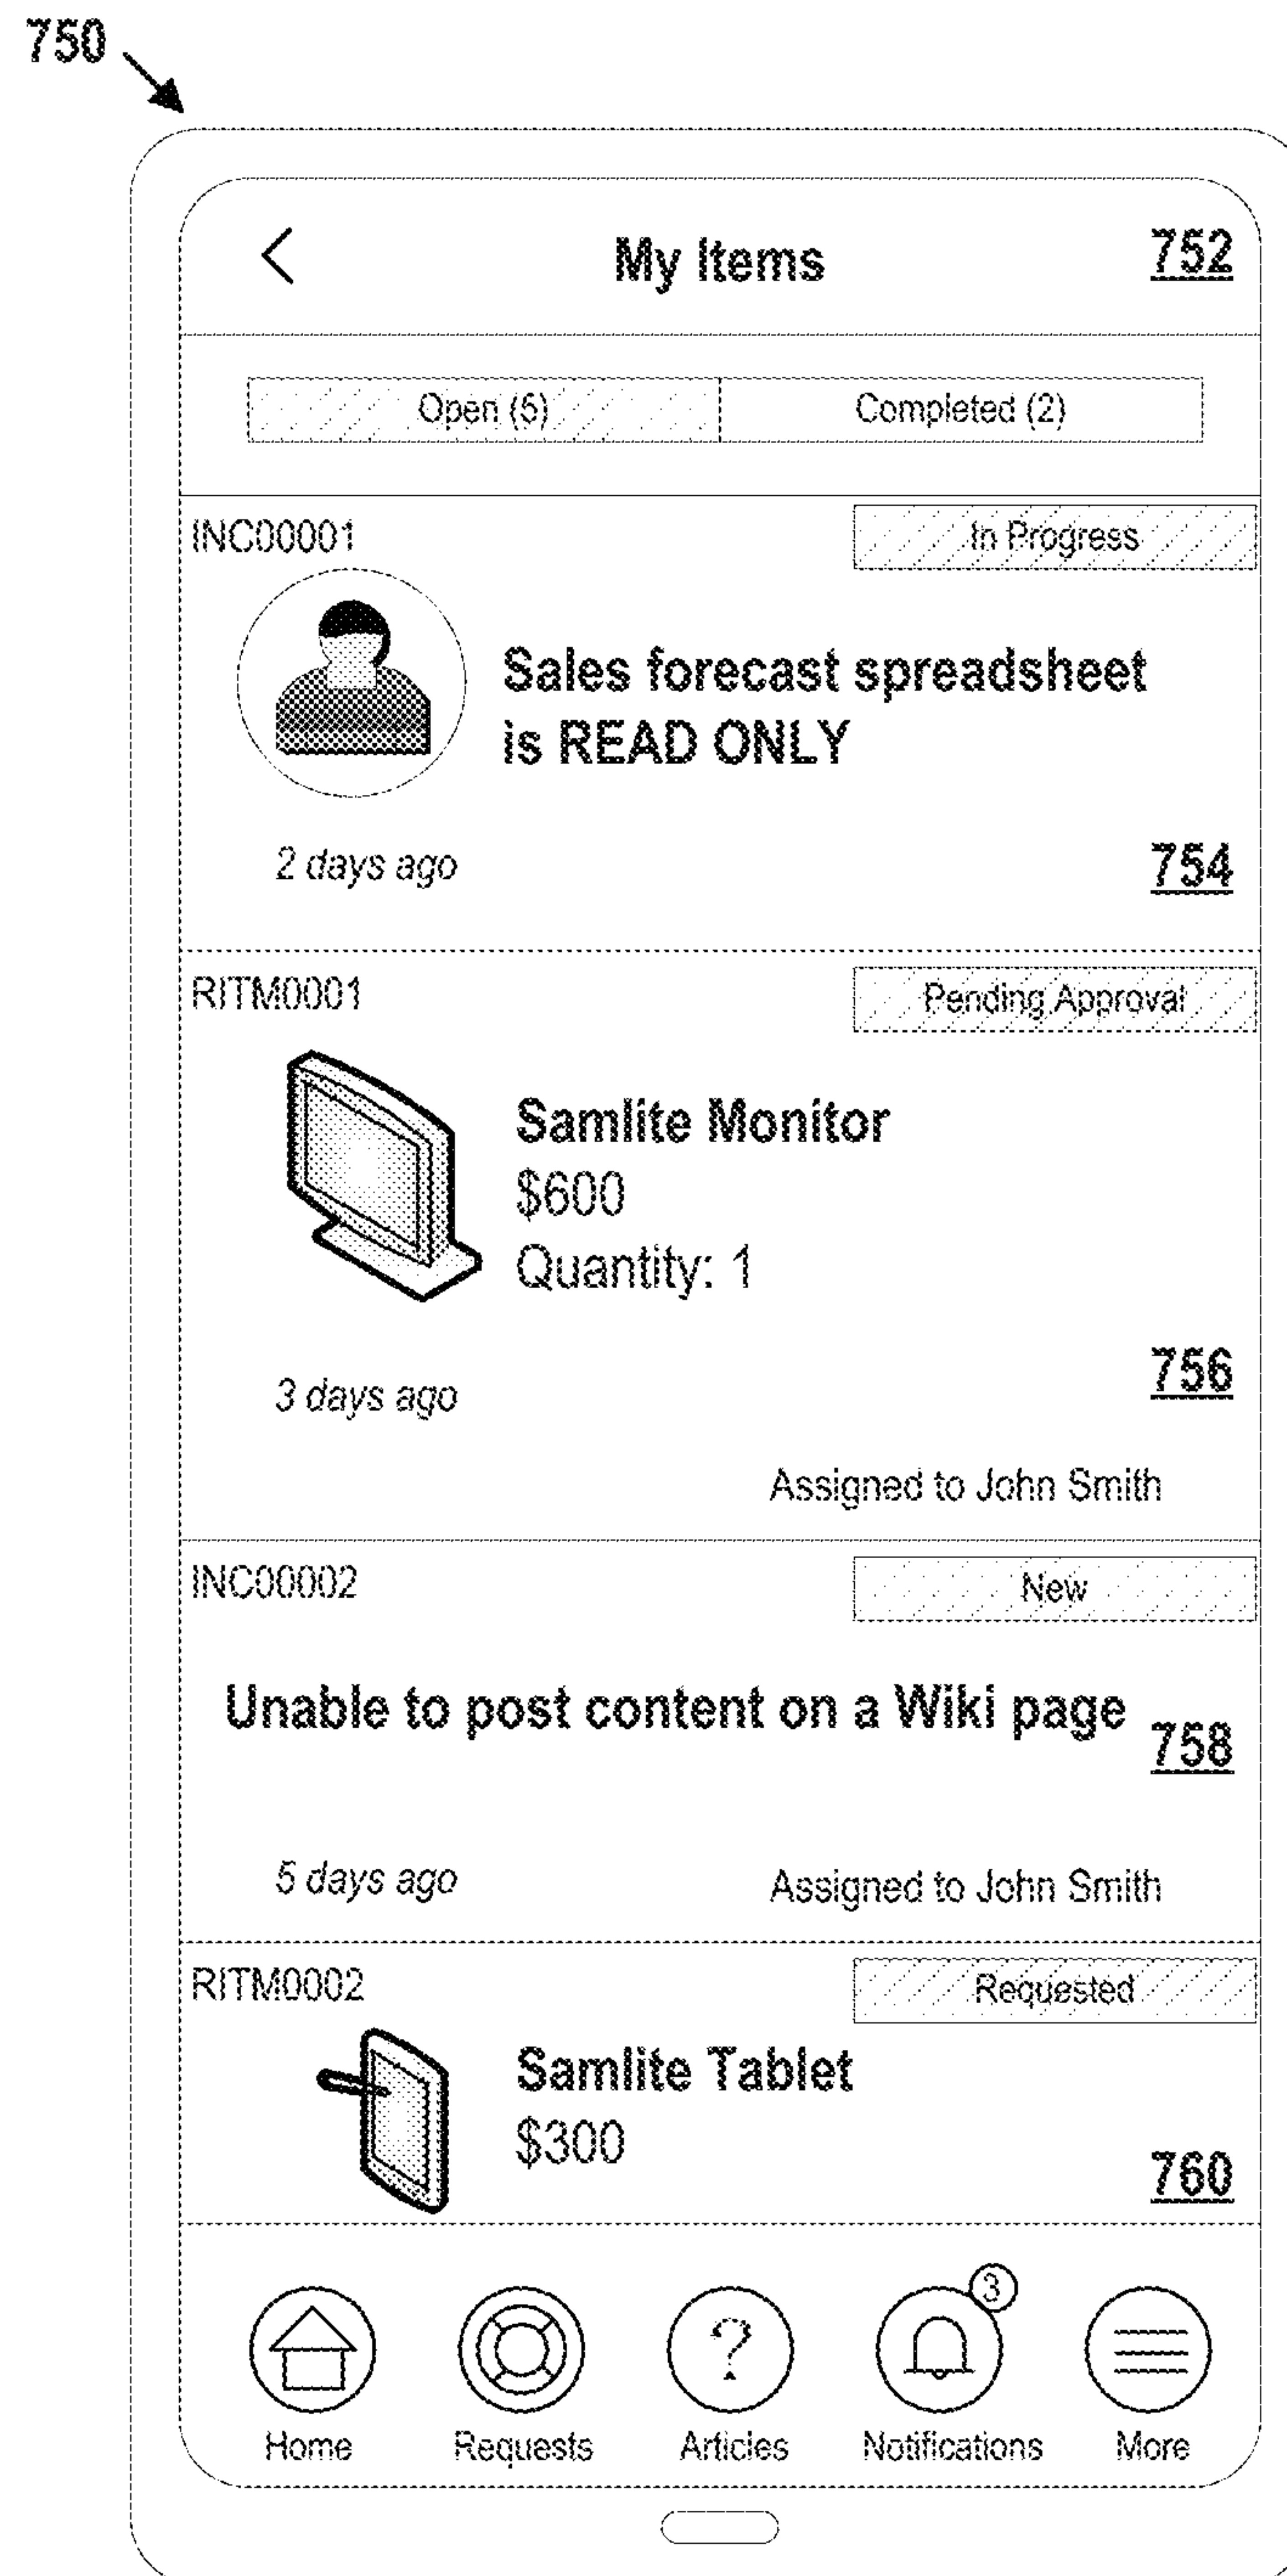 750
My Items
752
Open (5)
Completed (2)
INC00001
In Progress
Sales forecast spreadsheet
is READ ONLY
2 days ago
754
RITM0001
Pending Approval
Samlite Monitor
$600
Quantity: 1
756
3 days ago
Assigned to John Smith
INC00002
New
Unable to post content on a Wiki page
758
5 days ago
Assigned to John Smith
RITM0002
Requested
Samlite Tablet
$300
760
?
3
Home
Requests
Articles
Notifications
More